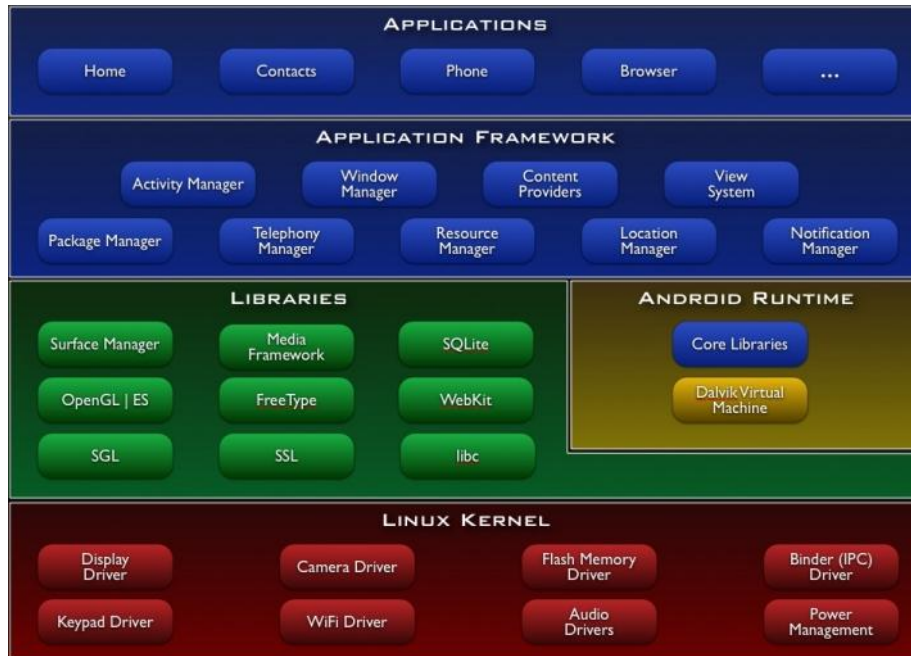 APPLICATIONS
Home
Contacts
Phone
Browser
...
APPLICATION FRAMEWORK
Activity Manager
Window
Manager
Content
Providers
View
System
Package Manager
Telephony
Manager
Resource
Manager
Location
Manager
Notification
Manager
LIBRARIES
Surface Manager
Media
Framework
SQLite
OpenGL | ES
FreeType
WebKit
SGL
SSL
libc
ANDROID RUNTIME
Core Libraries
Dalvik Virtual
Machine
LINUX KERNEL
Display
Driver
Camera Driver
Flash Memory
Driver
Binder (IPC)
Driver
Keypad Driver
WiFi Driver
Audio
Drivers
Power
Management